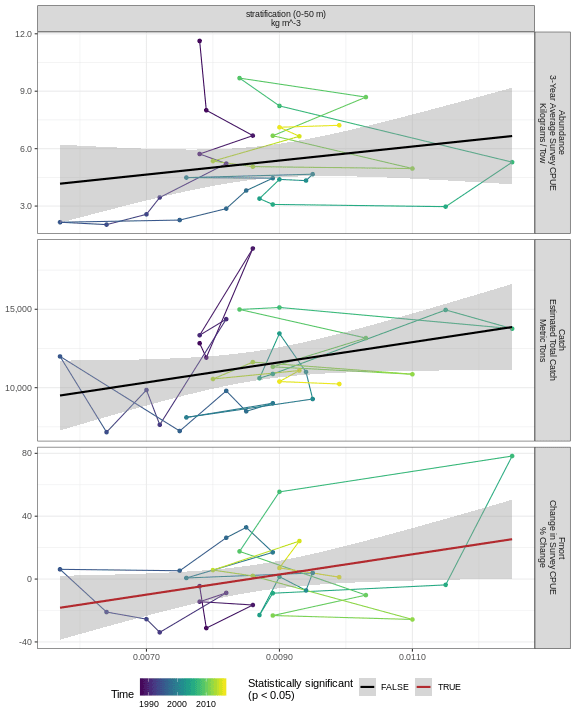 stratification (0-50 m)
kg m^-3
12.0
9.0
6.0
3.0
Abundance
3-Year Average Survey CPUE
Kilograms / Tow
15,000
10,000
Catch
Estimated Total Catch
Metric Tons
80
40
0
-40
Fmort
Change in Survey CPUE
% Change
0.0070
0.0090
0.0110
Time
1990
2000
2010
Statistically significant
(p < 0.05)
FALSE
TRUE